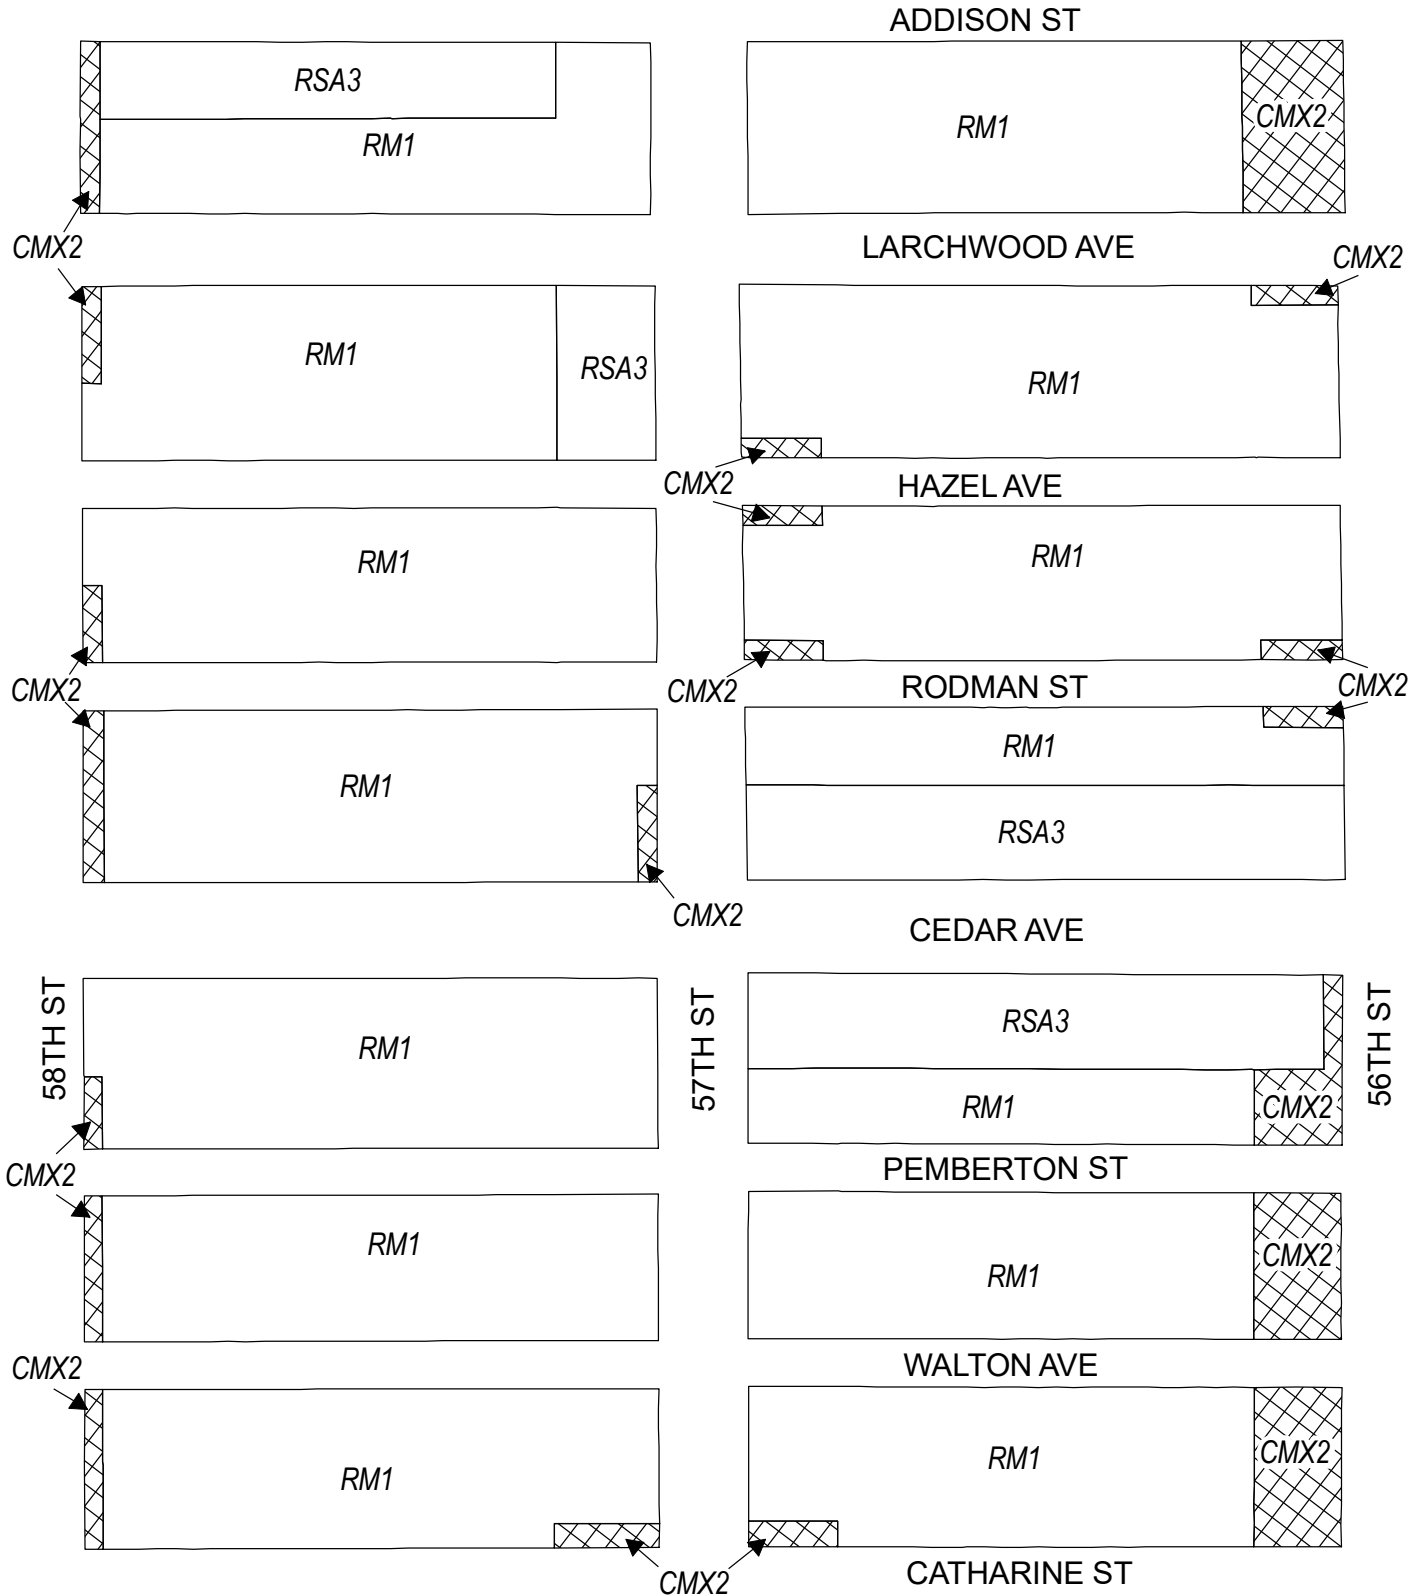 ADDISON ST
RSA3
RM1
RM1
CMX2
CMX2
LARCHWOOD AVE
CMX2
RM1
RSA3
RM1
CMX2
HAZEL AVE
RM1
RM1
CMX2
CMX2
RODMAN ST
CMX2
RM1
RM1
RSA3
CMX2
CEDAR AVE
58TH ST
57TH ST
56TH ST
RM1
RSA3
RM1
CMX2
CMX2
PEMBERTON ST
RM1
RM1
CMX2
CMX2
WALTON AVE
RM1
RM1
CMX2
CMX2
CATHARINE ST